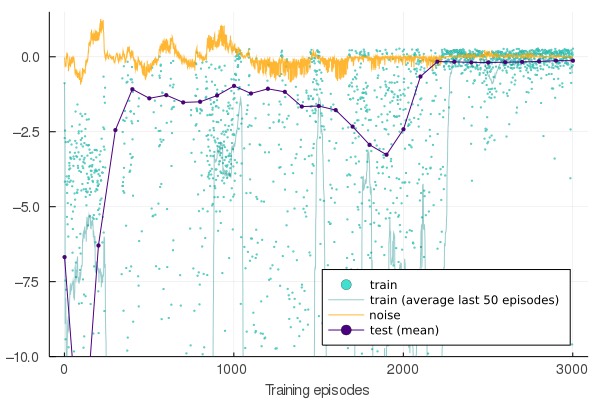 0.0
−2.5
−5.0
−7.5
−10.0
0
1000
2000
3000
Training episodes
train
train (average last 50 episodes)
noise
test (mean)